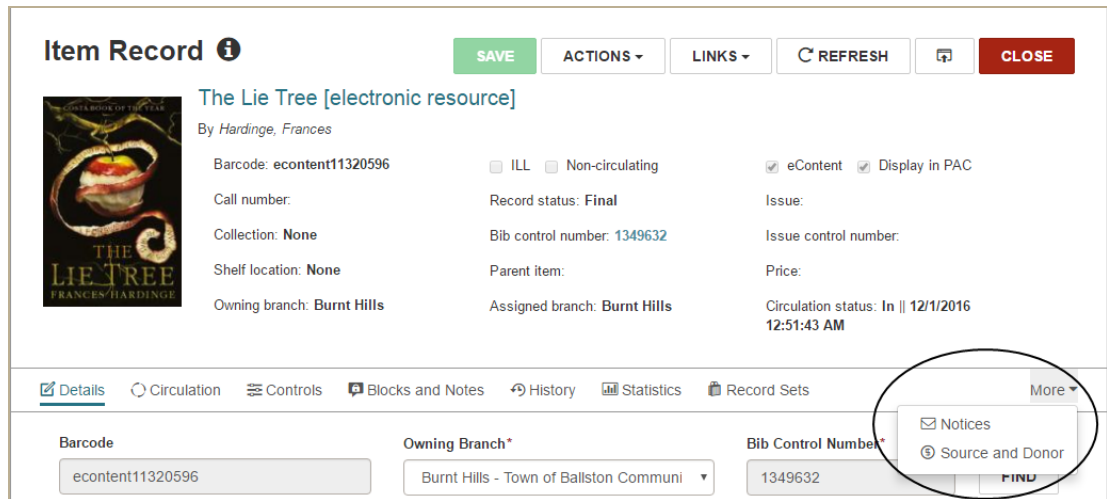 Item Record
SAVE ACTIONS LINKS REFRESH CLOSE
The Lie Tree [electronic resource]
By Hardinge, Frances
COSTA BOOK OF THE YEAR
THE
LIE TREE
FRANCES HARDINGE
Barcode: econtent11320596 ILL Non-circulating eContent Display in PAC
Call number: Record status: Final Issue:
Collection: None Bib control number: 1349632 Issue control number:
Shelf location: None Parent item: Price:
Owning branch: Burnt Hills Assigned branch: Burnt Hills Circulation status: In || 12/1/2016
12:51:43 AM
Details Circulation Controls Blocks and Notes History Statistics Record Sets More
Notices
Source and Donor
Barcode Owning Branch* Bib Control Number*
econtent11320596 Burnt Hills - Town of Ballston Communi 1349632 FIND